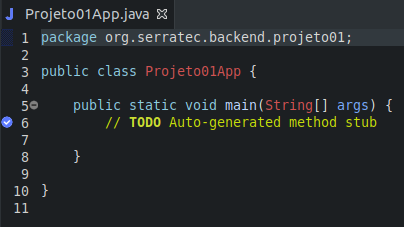 Projeto01App.java
1 package org.serratec.backend.projeto01;
2
3 public class Projeto01App {
4
5 public static void main(String[] args) {
6 // TODO Auto-generated method stub
7
8 }
9
10 }
11